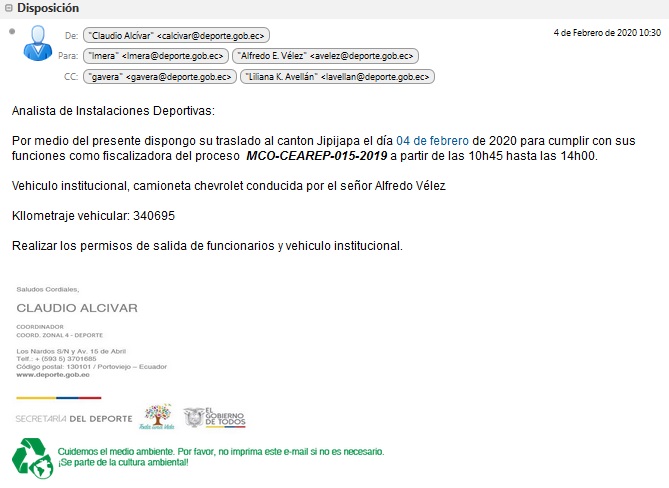 Disposición
De: "Claudio Alcívar" <calcivar@deporte.gob.ec>
4 de Febrero de 2020 10:30
Para: "lmera" <lmera@deporte.gob.ec> "Alfredo E. Vélez" <avelez@deporte.gob.ec>
CC: "gavera" <gavera@deporte.gob.ec> "Liliana K. Avellán" <lavellan@deporte.gob.ec>
Analista de Instalaciones Deportivas:
Por medio del presente dispongo su traslado al canton Jipijapa el día 04 de febrero de 2020 para cumplir con sus
funciones como fiscalizadora del proceso MCO-CEAREP-015-2019 a partir de las 10h45 hasta las 14h00.
Vehiculo institucional, camioneta chevrolet conducida por el señor Alfredo Vélez
KIlometraje vehicular: 340695
Realizar los permisos de salida de funcionarios y vehiculo institucional.
Saludos Cordiales,
CLAUDIO ALCIVAR
COORDINADOR
COORD. ZONAL 4 - DEPORTE
Los Nardos S/N y Av. 15 de Abril
Telf.: + (593 5) 3701685
Código postal: 130101 / Portoviejo – Ecuador
www.deporte.gob.ec
SECRETARÍA DEL DEPORTE
EL GOBIERNO DE TODOS
Cuidemos el medio ambiente. Por favor, no imprima este e-mail si no es necesario.
¡Se parte de la cultura ambiental!